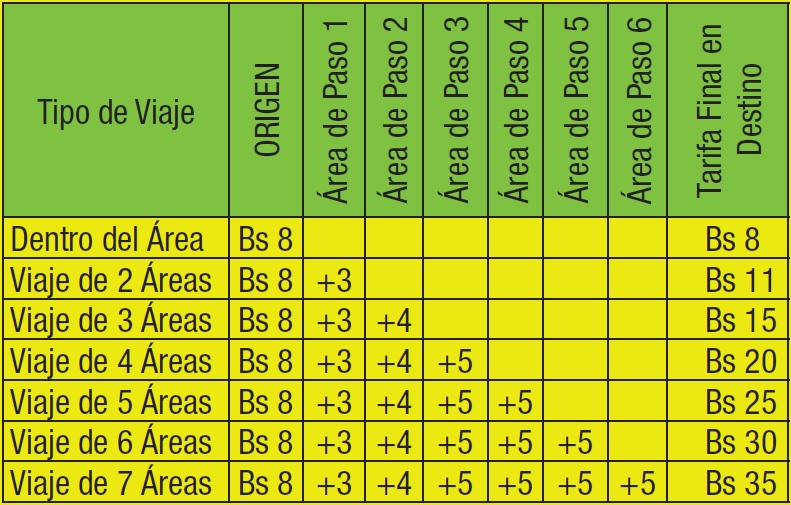 Tipo de Viaje ORIGEN Área de Paso 1 Área de Paso 2 Área de Paso 3 Área de Paso 4 Área de Paso 5 Área de Paso 6 Tarifa Final en Destino
Dentro del Área Bs 8 Bs 8
Viaje de 2 Áreas Bs 8 +3 Bs 11
Viaje de 3 Áreas Bs 8 +3 +4 Bs 15
Viaje de 4 Áreas Bs 8 +3 +4 +5 Bs 20
Viaje de 5 Áreas Bs 8 +3 +4 +5 +5 Bs 25
Viaje de 6 Áreas Bs 8 +3 +4 +5 +5 +5 Bs 30
Viaje de 7 Áreas Bs 8 +3 +4 +5 +5 +5 +5 Bs 35